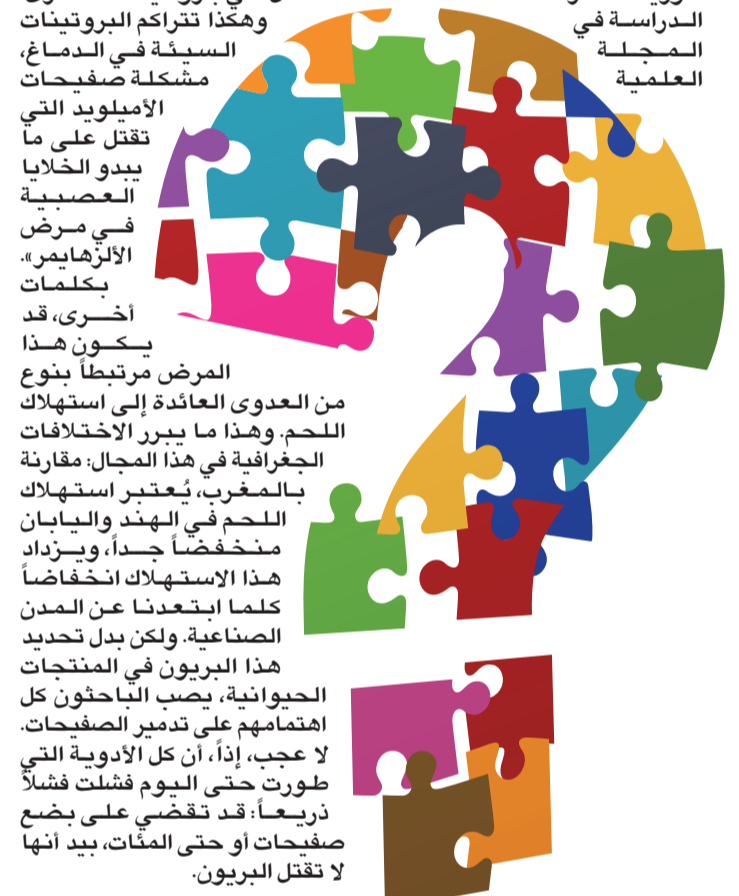 الدراسة في
المجلة
العلمية
وهكذا تتراكم البروتينات
السيئة في الدماغ،
مشكلة صفيحات
الأميلويد التي
تقتل على ما
يبدو الخلايا
العصبية
في مرض
الألزهايمر».
بكلمات
أخرى، قد
يكون هذا
المرض مرتبطاً بنوع
من العدوى العائدة إلى استهلاك
اللحم. وهذا ما يبرر الاختلافات
الجغرافية في هذا المجال: مقارنة
بالمغرب، يُعتبر استهلاك
اللحم في الهند واليابان
منخفضاً جداً، ويزداد
هذا الاستهلاك انخفاضاً
كلما ابتعدنا عن المدن
الصناعية. ولكن بدل تحديد
هذا البريون في المنتجات
الحيوانية، يصب الباحثون كل
اهتمامهم على تدمير الصفيحات.
لا عجب، إذاً، أن كل الأدوية التي
طورت حتى اليوم فشلت فشلاً
ذريعاً: قد تقضي على بضع
صفيحات أو حتى المئات، بيد أنها
لا تقتل البريون.